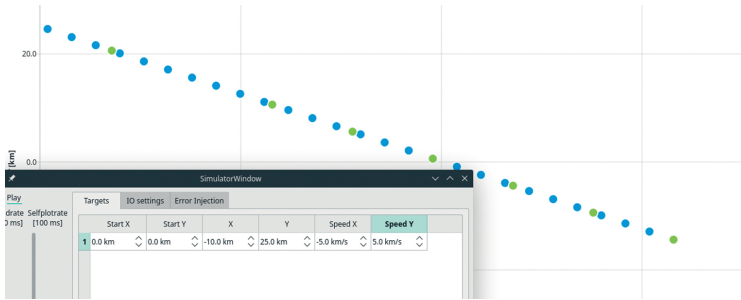 20.0
[km]
0.0
SimulatorWindow
Play
Targets IO settings Error Injection
drate Selfplotrate
0 ms] [100 ms]
Start X Start Y X Y Speed X Speed Y
1 0.0 km 0.0 km -10.0 km 25.0 km -5.0 km/s 5.0 km/s